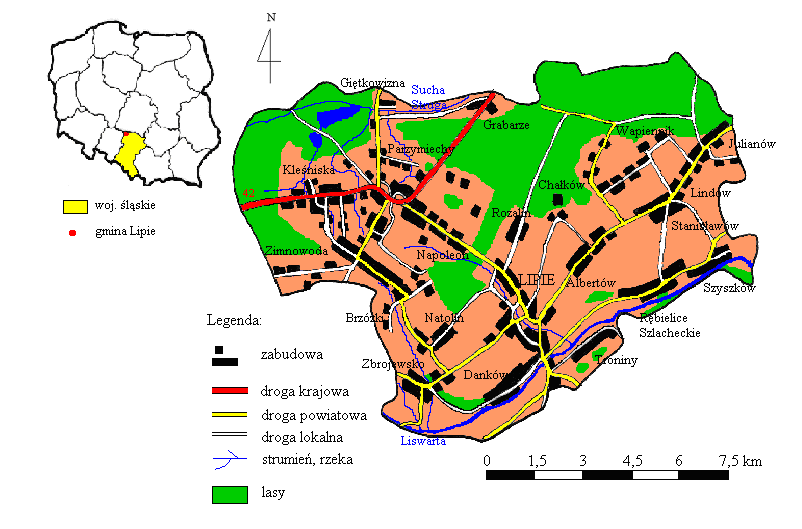 N
Giętkowizna
Sucha
Struga
Grabarze
Wapiennik
Julianów
Parzymiechy
Kleśniska
42
Chałków
Lindów
Rozalin
Stanisławów
Zimnowoda
Napoleon
LIPIE
Albertów
Szyszków
Brzózki
Natolin
Rębielice
Szlacheckie
Zbrojewsko
Danków
Troniny
Liswarta
woj. śląskie
gmina Lipie
Legenda:
zabudowa
droga krajowa
droga powiatowa
droga lokalna
strumień, rzeka
lasy
0 1,5 3 4,5 6 7,5 km